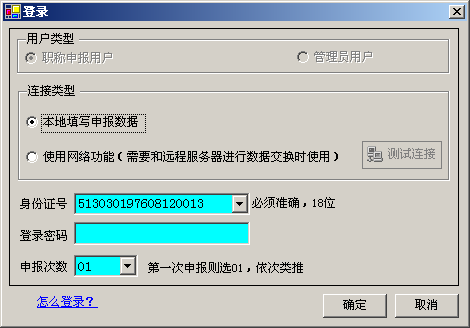 登录
用户类型
职称申报用户 管理员用户
连接类型
本地填写申报数据
使用网络功能（需要和远程服务器进行数据交换时使用） 测试连接
身份证号 513030197608120013 必须准确，18位
登录密码
申报次数 01 第一次申报则选01，依次类推
怎么登录？ 确定 取消